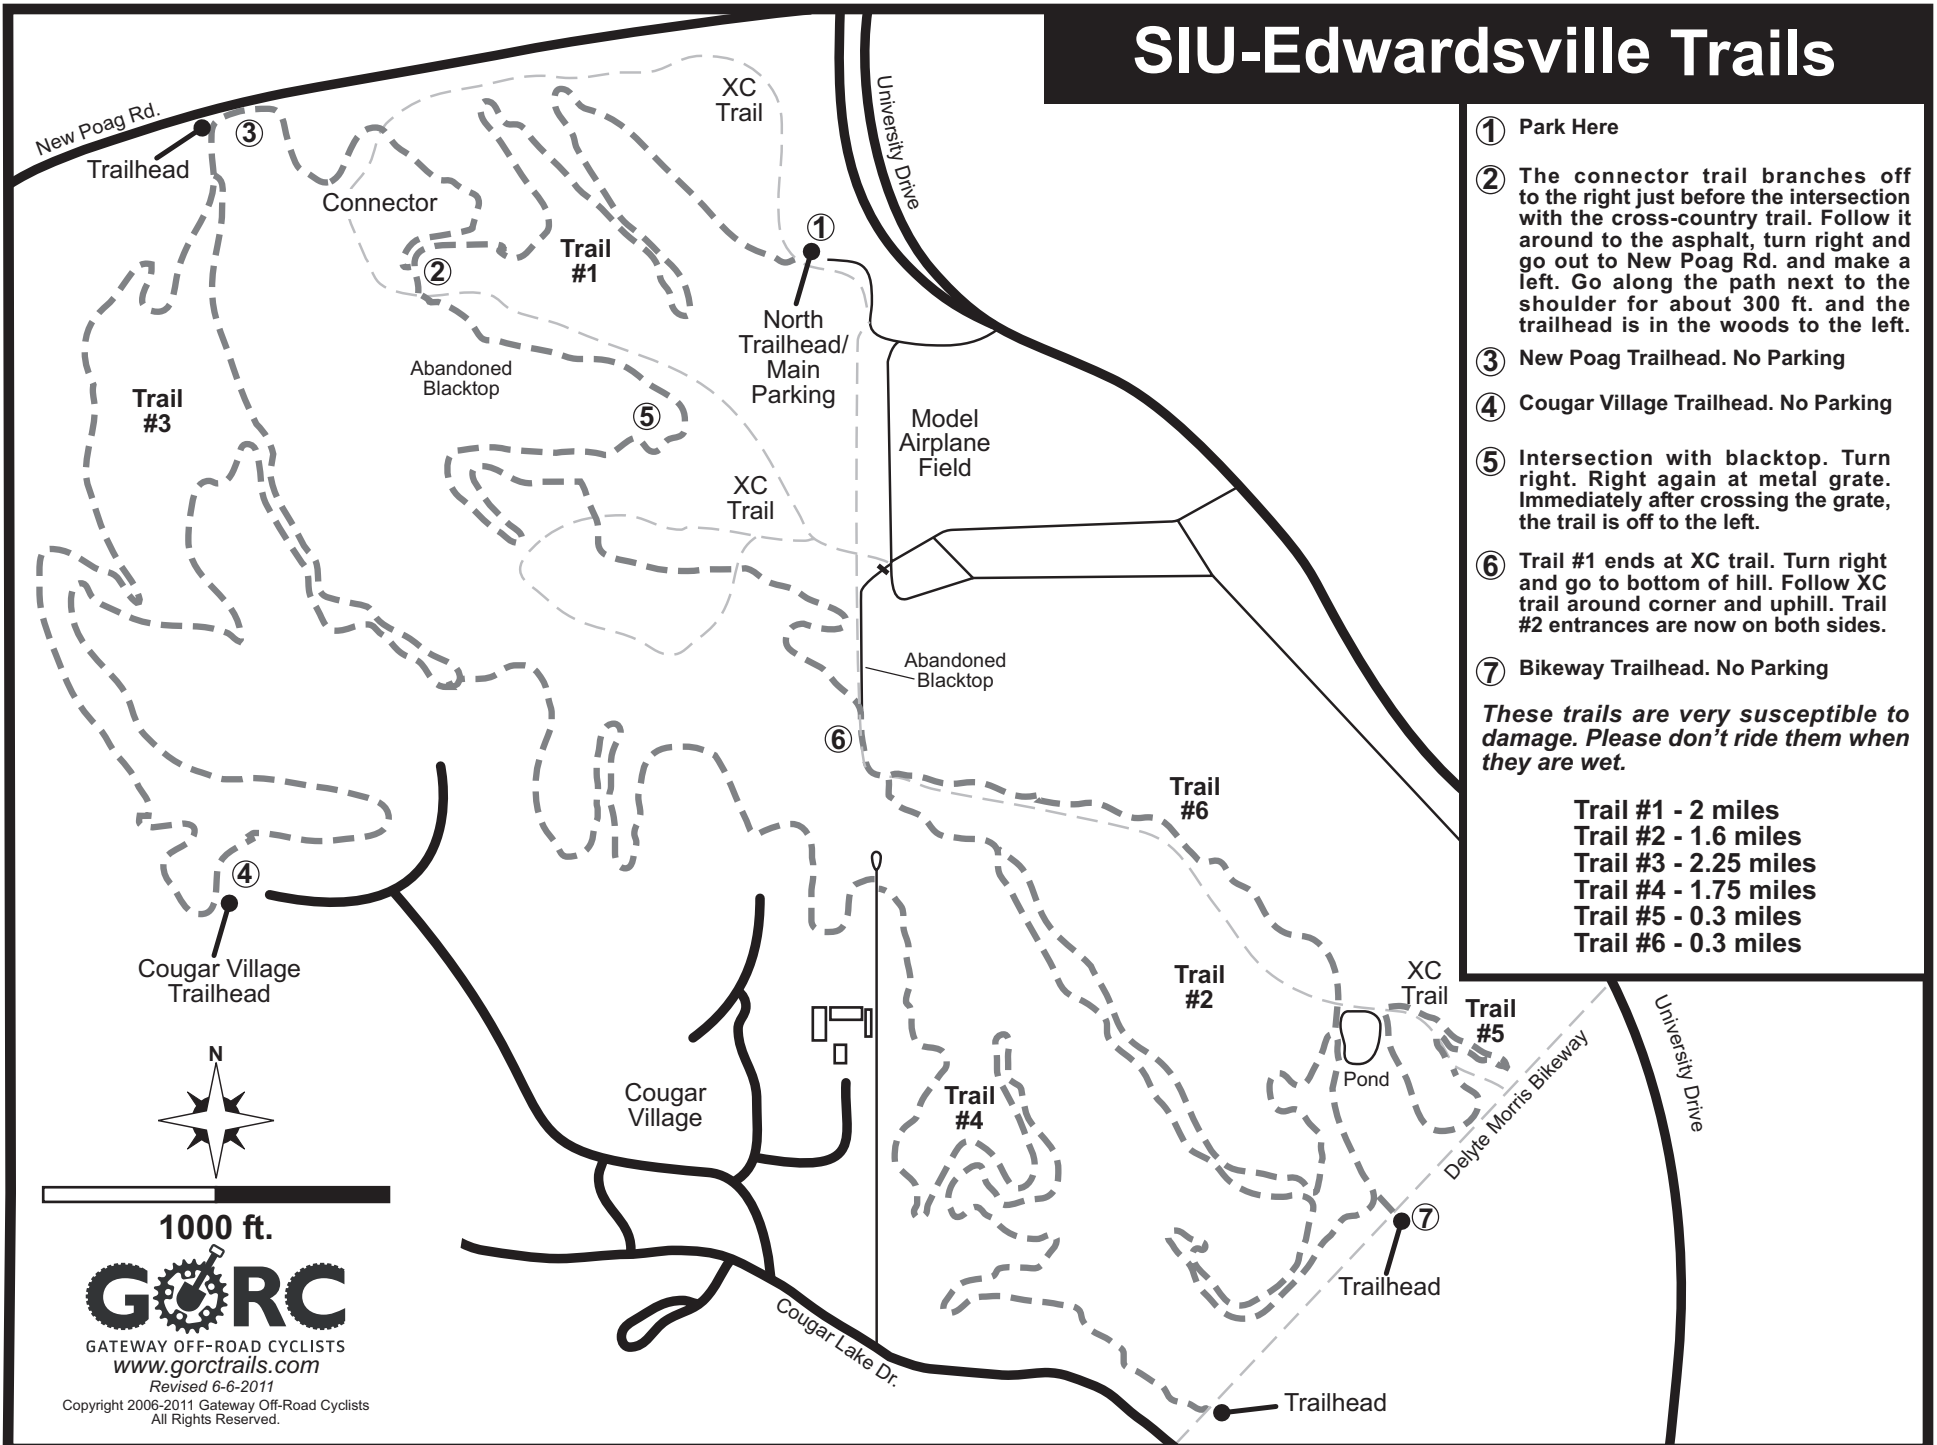 SIU-Edwardsville Trails
① Park Here
② The connector trail branches off
to the right just before the intersection
with the cross-country trail. Follow it
around to the asphalt, turn right and
go out to New Poag Rd. and make a
left. Go along the path next to the
shoulder for about 300 ft. and the
trailhead is in the woods to the left.
③ New Poag Trailhead. No Parking
④ Cougar Village Trailhead. No Parking
⑤ Intersection with blacktop. Turn
right. Right again at metal grate.
Immediately after crossing the grate,
the trail is off to the left.
⑥ Trail #1 ends at XC trail. Turn right
and go to bottom of hill. Follow XC
trail around corner and uphill. Trail
#2 entrances are now on both sides.
⑦ Bikeway Trailhead. No Parking
These trails are very susceptible to
damage. Please don't ride them when
they are wet.
Trail #1 - 2 miles
Trail #2 - 1.6 miles
Trail #3 - 2.25 miles
Trail #4 - 1.75 miles
Trail #5 - 0.3 miles
Trail #6 - 0.3 miles
New Poag Rd.
Trailhead
③
XC
Trail
University Drive
Connector
①
②
Trail
#1
North
Trailhead/
Main
Parking
Abandoned
Blacktop
Trail
#3
⑤
Model
Airplane
Field
XC
Trail
Abandoned
Blacktop
⑥
Trail
#6
④
Cougar Village
Trailhead
Trail
#2
XC
Trail
Trail
#5
University Drive
Pond
Delyte Morris Bikeway
Cougar
Village
Trail
#4
⑦
Trailhead
Cougar Lake Dr.
Trailhead
N
1000 ft.
GORC
GATEWAY OFF-ROAD CYCLISTS
www.gorctrails.com
Revised 6-6-2011
Copyright 2006-2011 Gateway Off-Road Cyclists
All Rights Reserved.